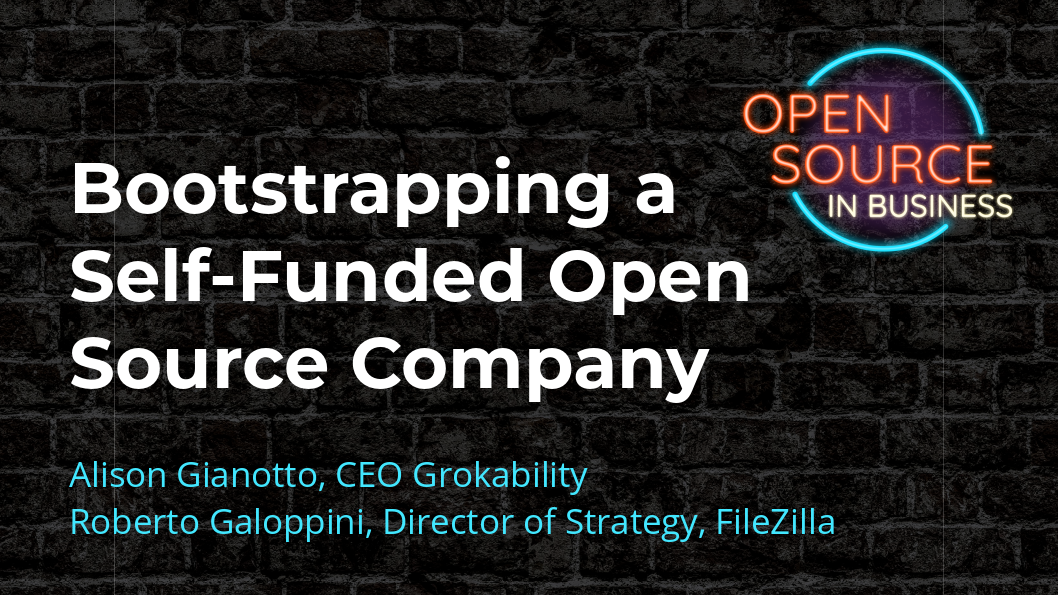 OPEN
SOURCE
IN BUSINESS
Bootstrapping a
Self-Funded Open
Source Company
Alison Gianotto, CEO Grokability
Roberto Galoppini, Director of Strategy, FileZilla